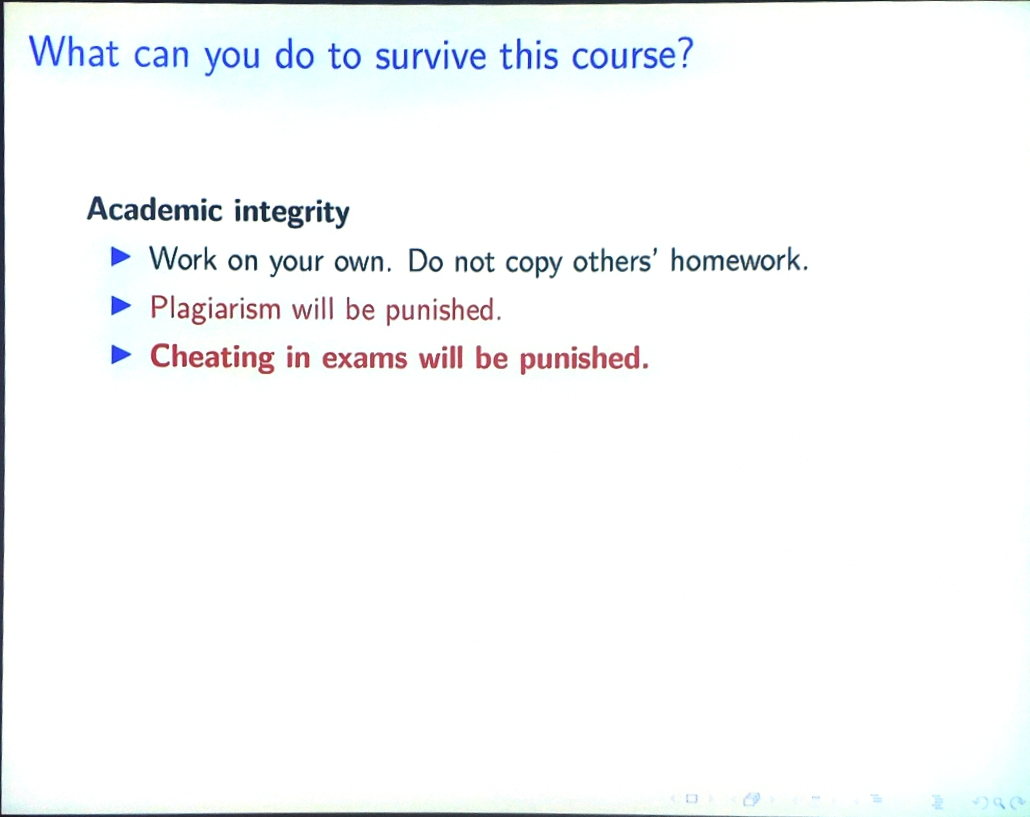 What can you do to survive this course?
Academic integrity
Work on your own. Do not copy others' homework.
Plagiarism will be punished.
Cheating in exams will be punished.